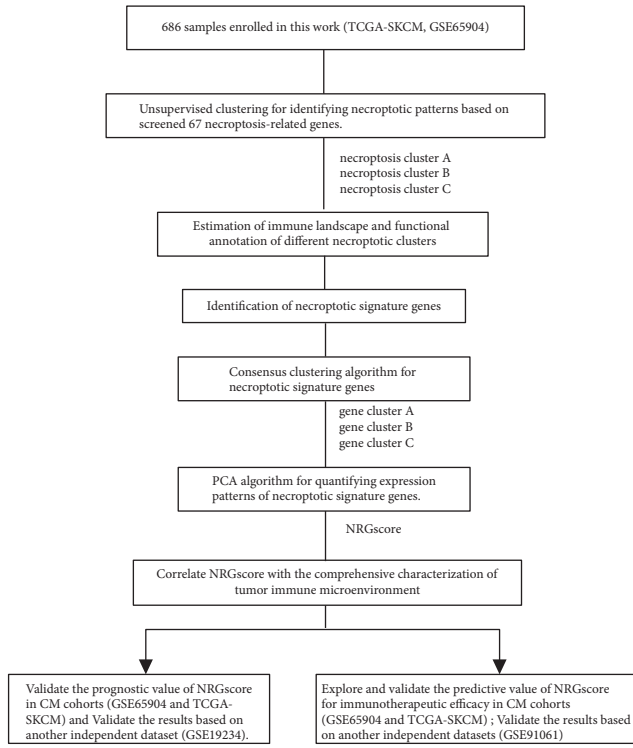 686 samples enrolled in this work (TCGA-SKCM, GSE65904)
Unsupervised clustering for identifying necroptotic patterns based on
screened 67 necroptosis-related genes.
necroptosis cluster A
necroptosis cluster B
necroptosis cluster C
Estimation of immune landscape and functional
annotation of different necroptotic clusters
Identification of necroptotic signature genes
Consensus clustering algorithm for
necroptotic signature genes
gene cluster A
gene cluster B
gene cluster C
PCA algorithm for quantifying expression
patterns of necroptotic signature genes.
NRGscore
Correlate NRGscore with the comprehensive characterization of
tumor immune microenvironment
Validate the prognostic value of NRGscore
in CM cohorts (GSE65904 and TCGA-
SKCM) and Validate the results based on
another independent dataset (GSE19234).
Explore and validate the predictive value of NRGscore
for immunotherapeutic efficacy in CM cohorts
(GSE65904 and TCGA-SKCM) ; Validate the results based
on another independent datasets (GSE91061)